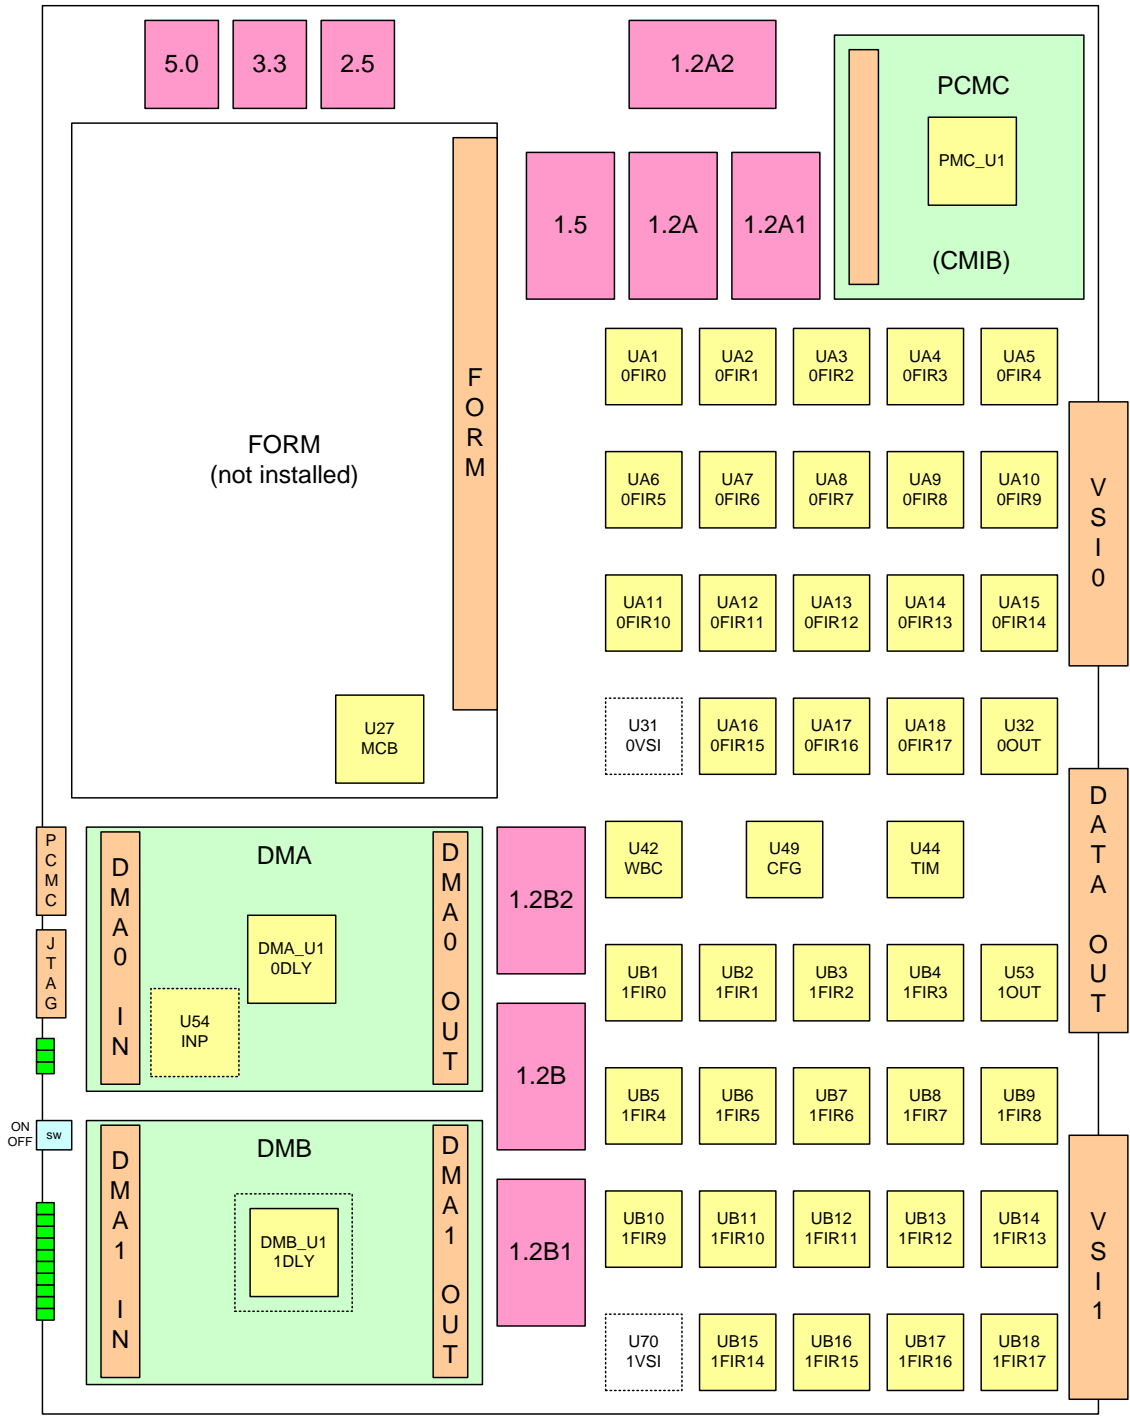 5.0
3.3
2.5
1.2A2
PCMC
PMC_U1
(CMIB)
1.5
1.2A
1.2A1
FORM
(not installed)
FORM
U27
MCB
UA1
0FIR0
UA2
0FIR1
UA3
0FIR2
UA4
0FIR3
UA5
0FIR4
UA6
0FIR5
UA7
0FIR6
UA8
0FIR7
UA9
0FIR8
UA10
0FIR9
UA11
0FIR10
UA12
0FIR11
UA13
0FIR12
UA14
0FIR13
UA15
0FIR14
VSI0
U31
0VSI
UA16
0FIR15
UA17
0FIR16
UA18
0FIR17
U32
0OUT
U42
WBC
U49
CFG
U44
TIM
DATA OUT
PCMC
JTAG
DMA
DMA0 IN
DMA_U1
0DLY
U54
INP
DMA0 OUT
1.2B2
1.2B
1.2B1
UB1
1FIR0
UB2
1FIR1
UB3
1FIR2
UB4
1FIR3
U53
1OUT
UB5
1FIR4
UB6
1FIR5
UB7
1FIR6
UB8
1FIR7
UB9
1FIR8
ON
OFF
SW
DMB
DMA1 IN
DMB_U1
1DLY
DMA1 OUT
UB10
1FIR9
UB11
1FIR10
UB12
1FIR11
UB13
1FIR12
UB14
1FIR13
VSI1
U70
1VSI
UB15
1FIR14
UB16
1FIR15
UB17
1FIR16
UB18
1FIR17